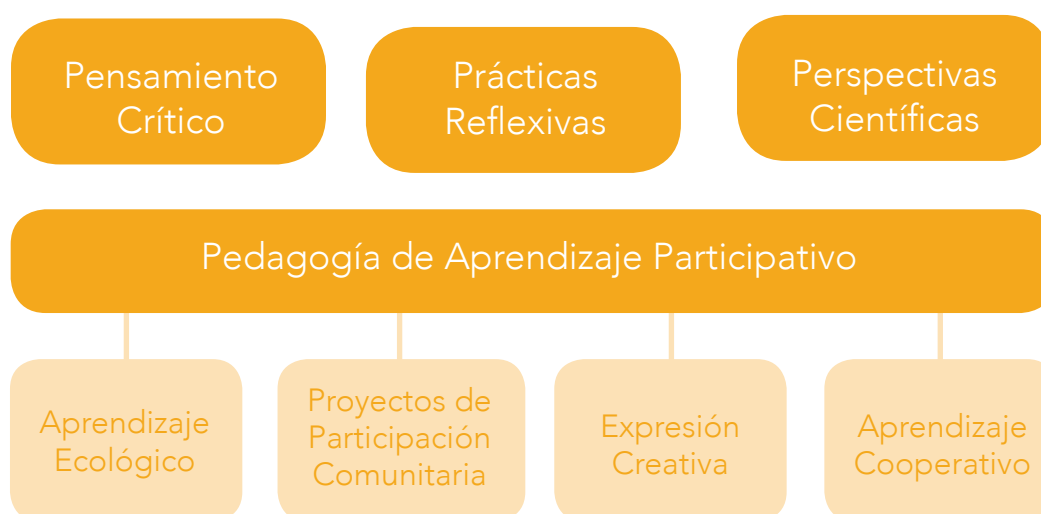 Pensamiento
Crítico
Prácticas
Reflexivas
Perspectivas
Científicas
Pedagogía de Aprendizaje Participativo
Aprendizaje
Ecológico
Proyectos de
Participación
Comunitaria
Expresión
Creativa
Aprendizaje
Cooperativo